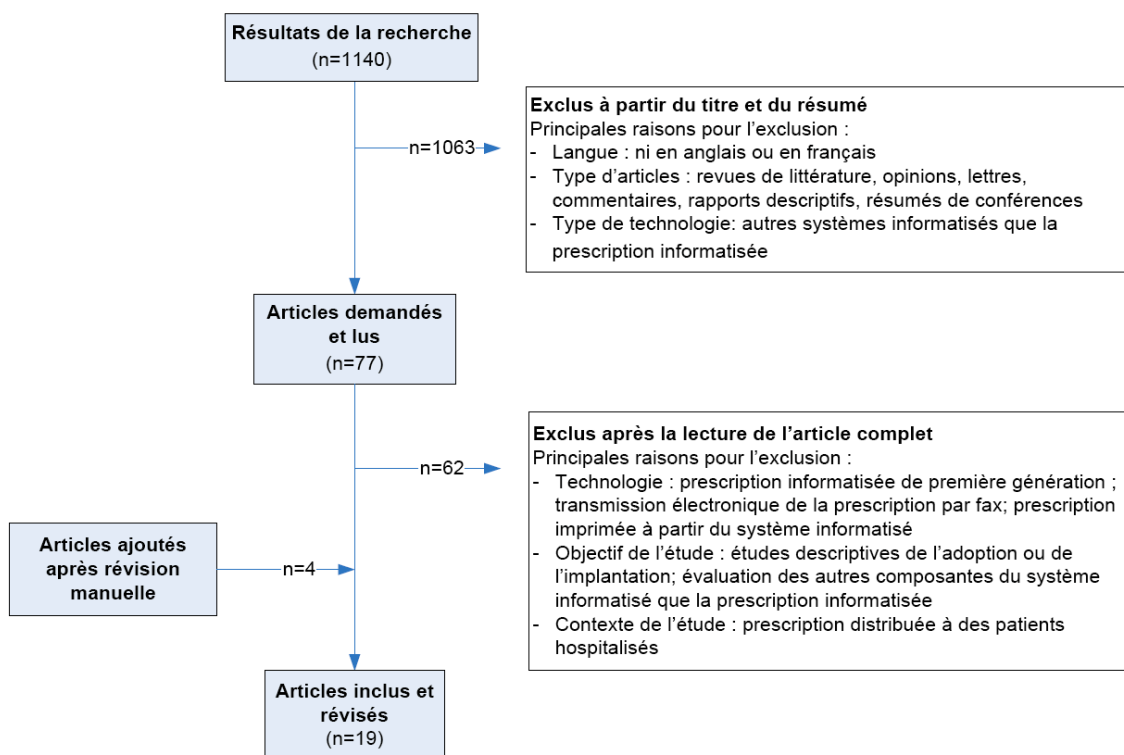 Résultats de la recherche
(n=1140)
n=1063
Exclus à partir du titre et du résumé
Principales raisons pour l'exclusion :
- Langue : ni en anglais ou en français
- Type d'articles : revues de littérature, opinions, lettres,
commentaires, rapports descriptifs, résumés de conférences
- Type de technologie: autres systèmes informatisés que la
prescription informatisée
Articles demandés
et lus
(n=77)
n=62
Exclus après la lecture de l'article complet
Principales raisons pour l'exclusion :
- Technologie : prescription informatisée de première génération ;
transmission électronique de la prescription par fax; prescription
imprimée à partir du système informatisé
- Objectif de l'étude : études descriptives de l'adoption ou de
l'implantation; évaluation des autres composantes du système
informatisé que la prescription informatisée
- Contexte de l'étude : prescription distribuée à des patients
hospitalisés
Articles ajoutés
après révision
manuelle
n=4
Articles inclus et
révisés
(n=19)